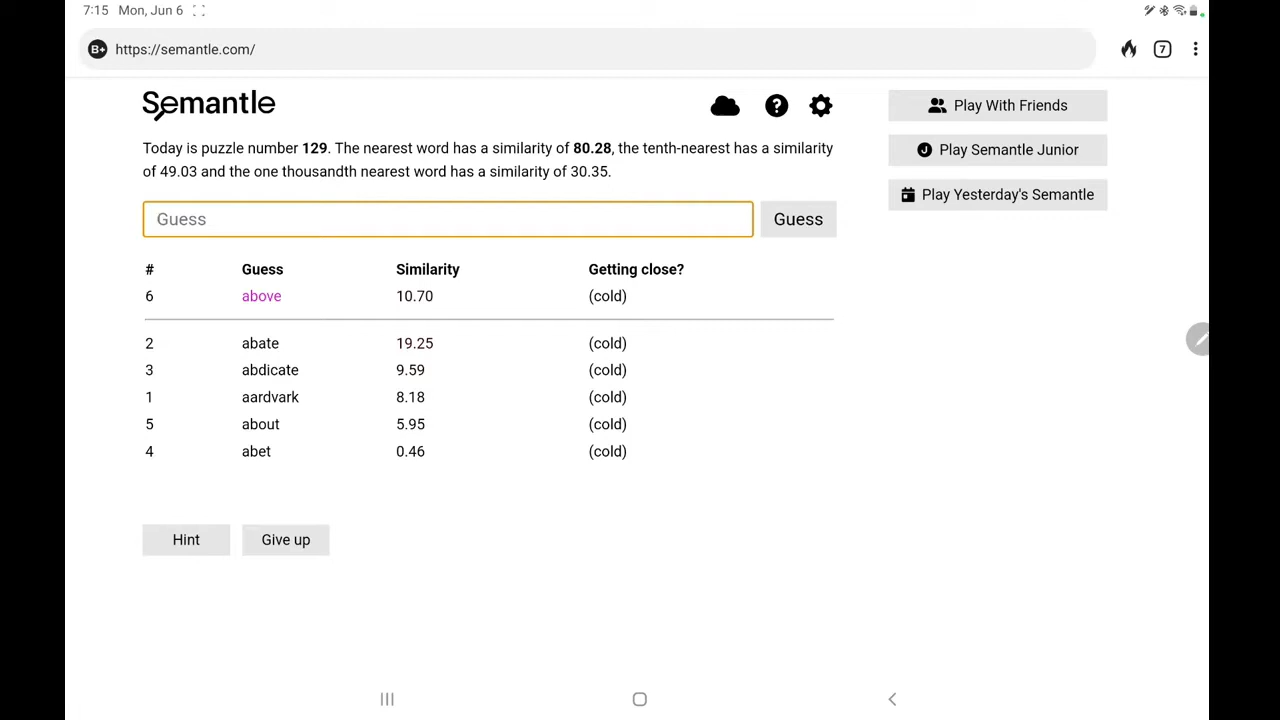 7:15 Mon, Jun 6
B+ https://semantle.com/ 7
Semantle
Today is puzzle number 129. The nearest word has a similarity of 80.28, the tenth-nearest has a similarity
of 49.03 and the one thousandth nearest word has a similarity of 30.35.
Guess Guess
# Guess Similarity Getting close?
6 above 10.70 (cold)
2 abate 19.25 (cold)
3 abdicate 9.59 (cold)
1 aardvark 8.18 (cold)
5 about 5.95 (cold)
4 abet 0.46 (cold)
Hint Give up
Play With Friends
J Play Semantle Junior
Play Yesterday's Semantle